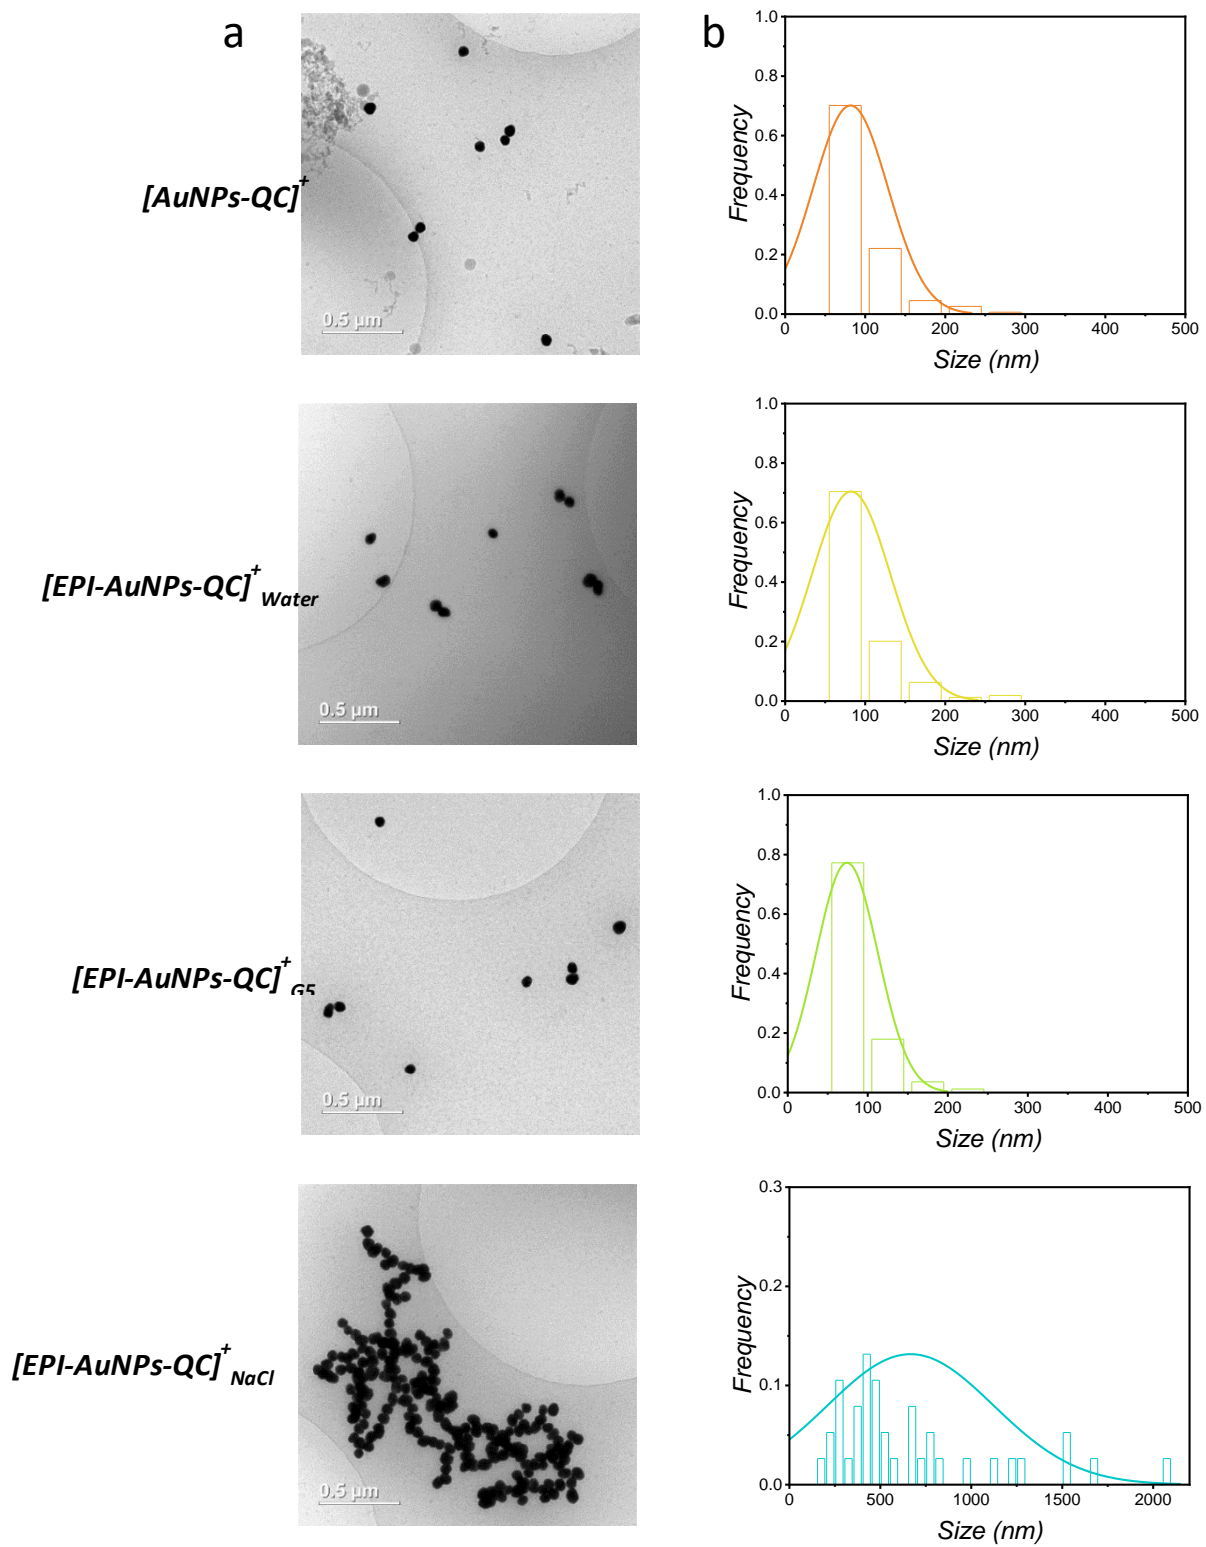 a
b
[AuNPs-QC]+
0.5 µm
Frequency
1.0
0.8
0.6
0.4
0.2
0.0
0 100 200 300 400 500
Size (nm)
[EPI-AuNPs-QC]+ Water
0.5 µm
Frequency
1.0
0.8
0.6
0.4
0.2
0.0
0 100 200 300 400 500
Size (nm)
[EPI-AuNPs-QC]+ G5
0.5 µm
Frequency
1.0
0.8
0.6
0.4
0.2
0.0
0 100 200 300 400 500
Size (nm)
[EPI-AuNPs-QC]+ NaCl
0.5 µm
Frequency
0.3
0.2
0.1
0.0
0 500 1000 1500 2000
Size (nm)